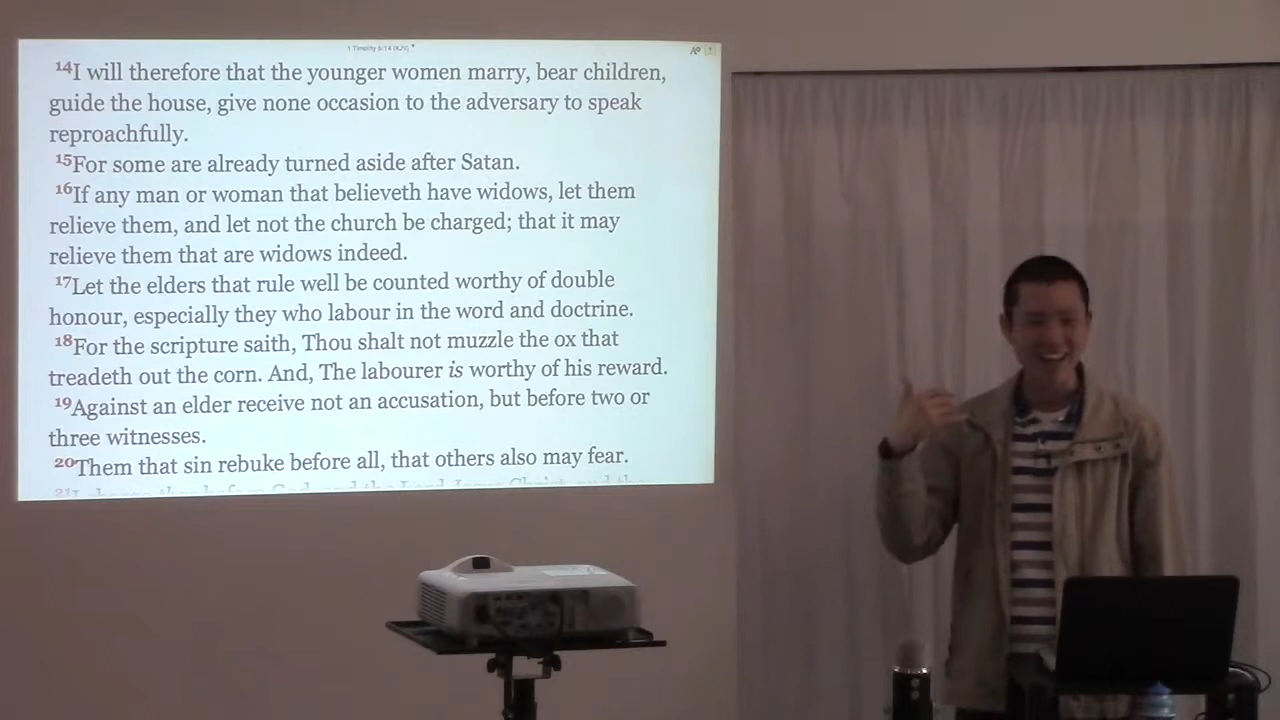 1 Timothy 5:14 (KJV)
14I will therefore that the younger women marry, bear children,
guide the house, give none occasion to the adversary to speak
reproachfully.
15For some are already turned aside after Satan.
16If any man or woman that believeth have widows, let them
relieve them, and let not the church be charged; that it may
relieve them that are widows indeed.
17Let the elders that rule well be counted worthy of double
honour, especially they who labour in the word and doctrine.
18For the scripture saith, Thou shalt not muzzle the ox that
treadeth out the corn. And, The labourer is worthy of his reward.
19Against an elder receive not an accusation, but before two or
three witnesses.
20Them that sin rebuke before all, that others also may fear.